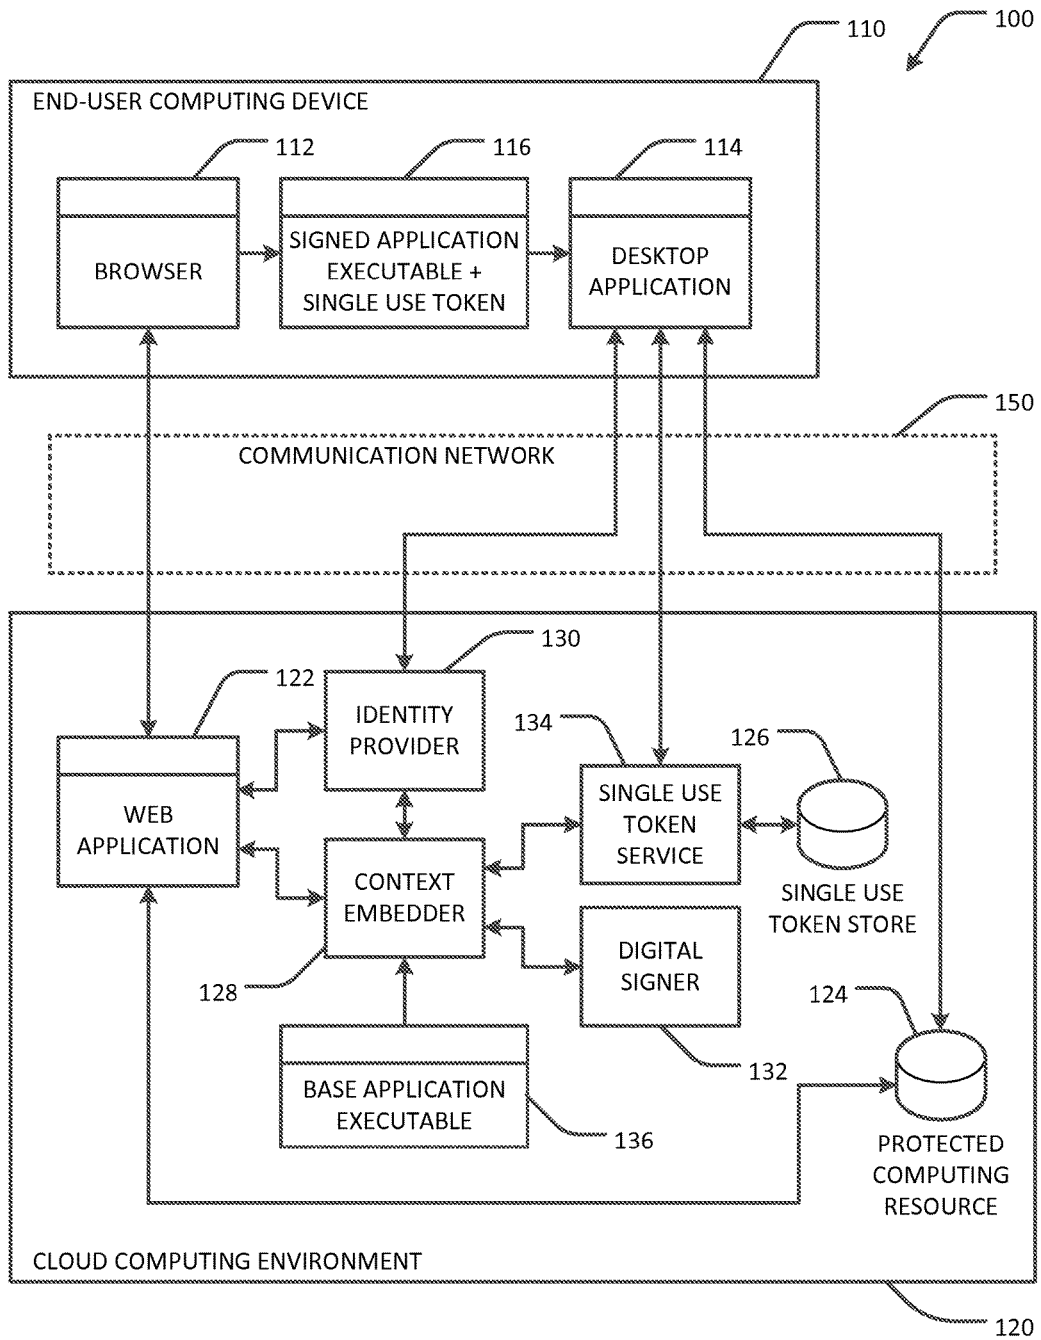 100
110
END-USER COMPUTING DEVICE
112
116
114
BROWSER
SIGNED APPLICATION
EXECUTABLE +
SINGLE USE TOKEN
DESKTOP
APPLICATION
150
COMMUNICATION NETWORK
130
122
IDENTITY
PROVIDER
134
126
WEB
APPLICATION
SINGLE USE
TOKEN
SERVICE
CONTEXT
EMBEDDER
SINGLE USE
TOKEN STORE
128
DIGITAL
SIGNER
124
132
BASE APPLICATION
EXECUTABLE
136
PROTECTED
COMPUTING
RESOURCE
CLOUD COMPUTING ENVIRONMENT
120